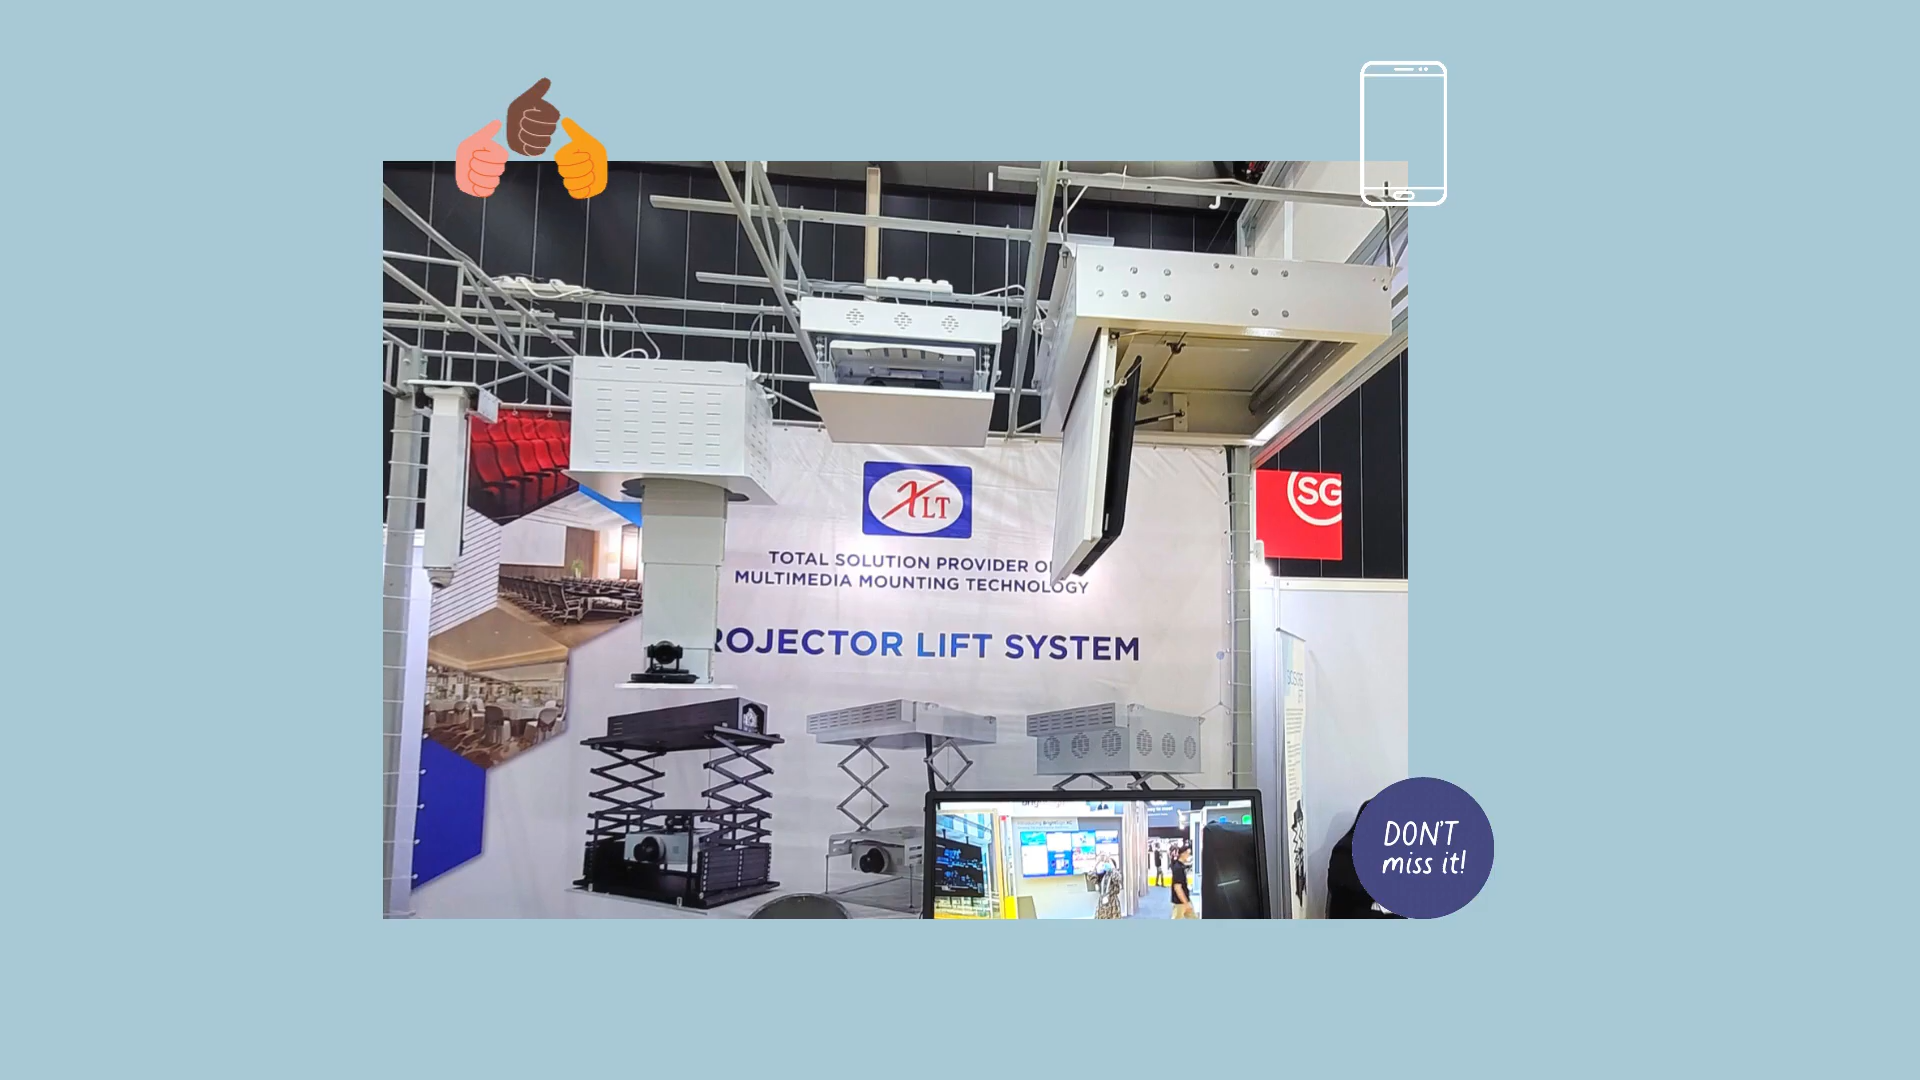 XLT
SG
TOTAL SOLUTION PROVIDER
MULTIMEDIA MOUNTING TECHNOLOGY
ROJECTOR LIFT SYSTEM
DON'T
miss it!